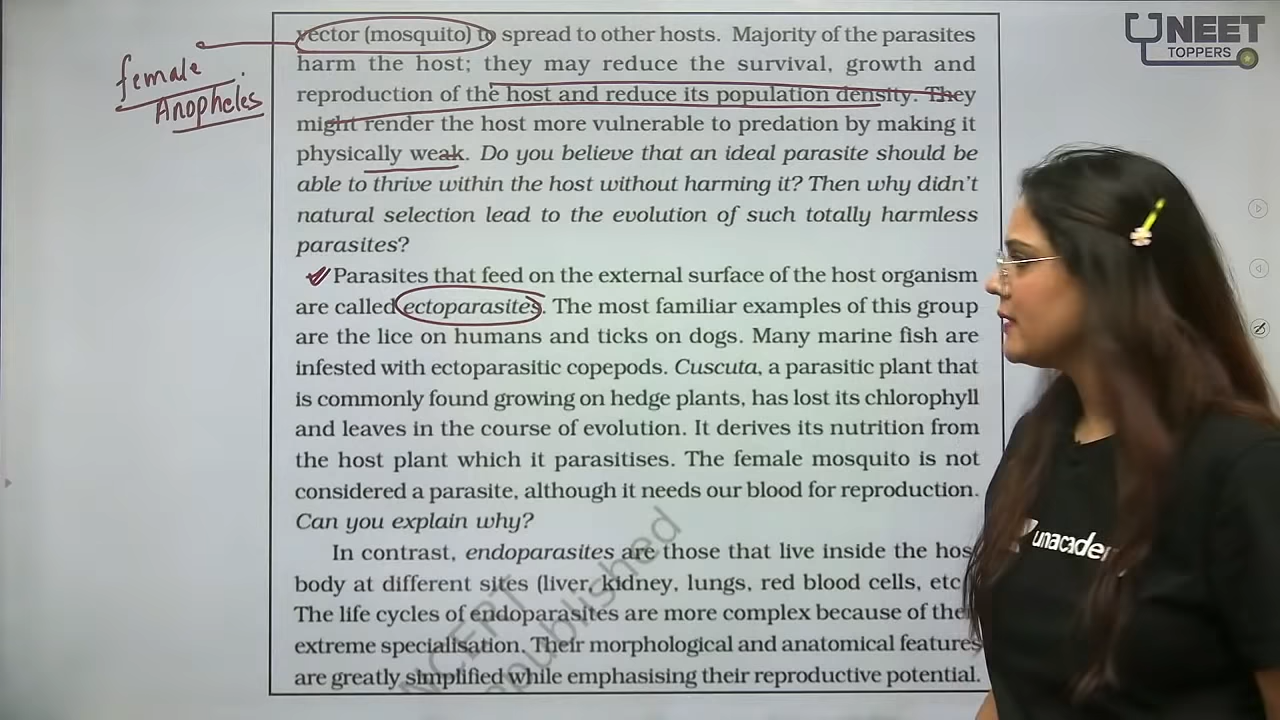 NEET
TOPPERS
female
Anopheles
vector (mosquito) to spread to other hosts. Majority of the parasites
harm the host; they may reduce the survival, growth and
reproduction of the host and reduce its population density. They
might render the host more vulnerable to predation by making it
physically weak. Do you believe that an ideal parasite should be
able to thrive within the host without harming it? Then why didn't
natural selection lead to the evolution of such totally harmless
parasites?
Parasites that feed on the external surface of the host organism
are called ectoparasites. The most familiar examples of this group
are the lice on humans and ticks on dogs. Many marine fish are
infested with ectoparasitic copepods. Cuscuta, a parasitic plant that
is commonly found growing on hedge plants, has lost its chlorophyll
and leaves in the course of evolution. It derives its nutrition from
the host plant which it parasitises. The female mosquito is not
considered a parasite, although it needs our blood for reproduction.
Can you explain why?
In contrast, endoparasites are those that live inside the hos
body at different sites (liver, kidney, lungs, red blood cells, etc
The life cycles of endoparasites are more complex because of the
extreme specialisation. Their morphological and anatomical features
are greatly simplified while emphasising their reproductive potential.
NCERT
republished
unacade